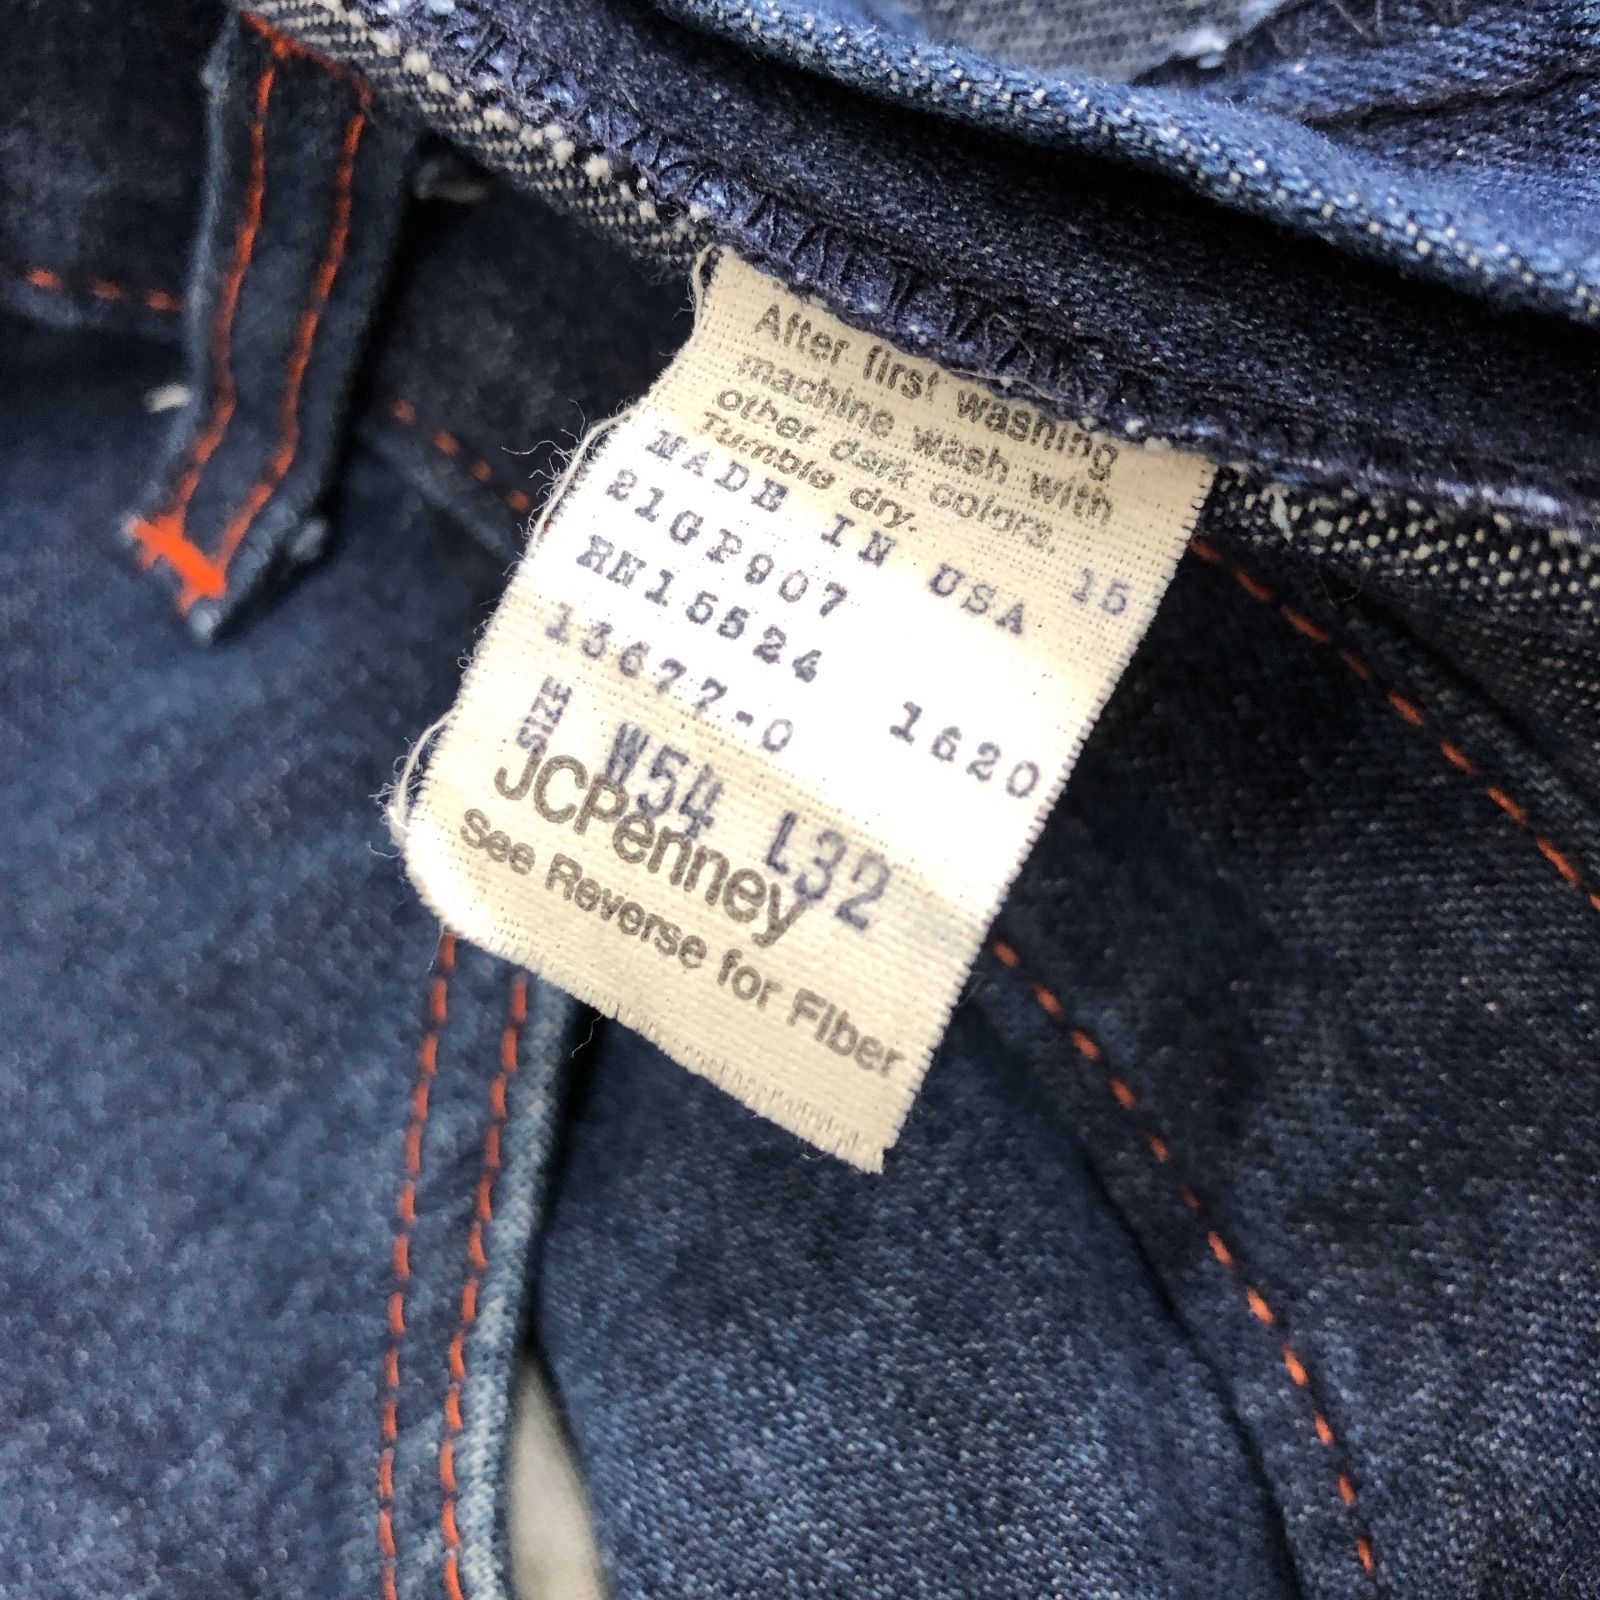 After first washing
machine wash with
other dark colors.
Tumble dry.
MADE IN USA 15
21GP907
RN15524
13677-0 1620
SIZE W54 L32
JCPenney
See Reverse for Fiber